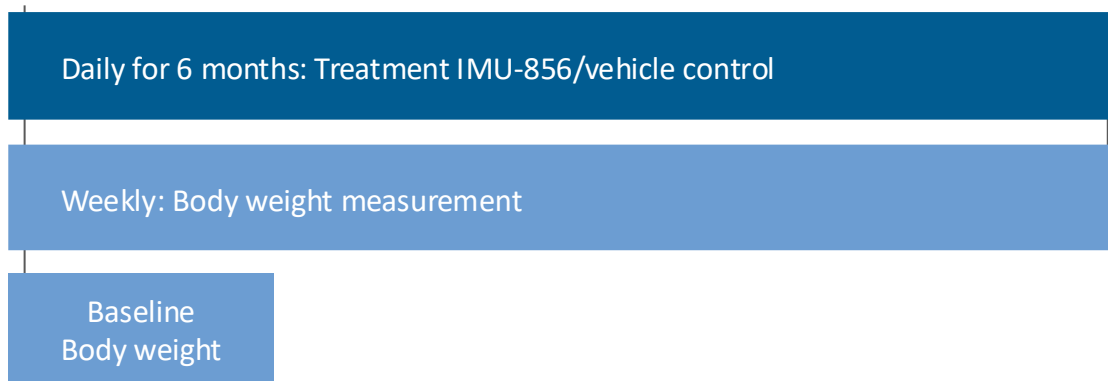 Daily for 6 months: Treatment IMU-856/vehicle control
Weekly: Body weight measurement
Baseline
Body weight